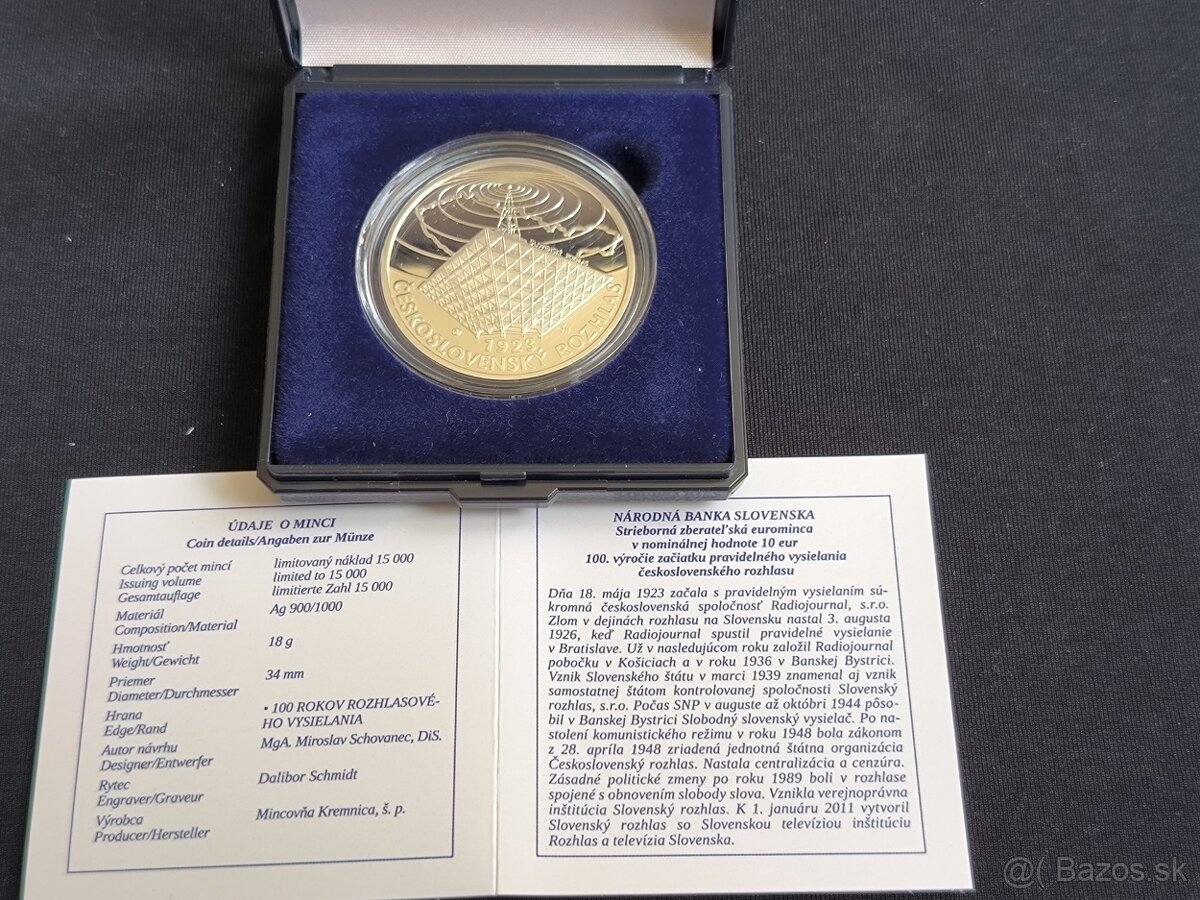 ČESKOSLOVENSKÝ ROZHLAS
1923
ÚDAJE O MINCI
Coin details/Angaben zur Münze
Celkový počet mincí limitovaný náklad 15 000
Issuing volume limited to 15 000
Gesamtauflage limitierte Zahl 15 000
Materiál Ag 900/1000
Composition/Material
Hmotnosť 18 g
Weight/Gewicht
Priemer 34 mm
Diameter/Durchmesser
Hrana • 100 ROKOV ROZHLASOVÉ-
Edge/Rand HO VYSIELANIA
Autor návrhu MgA. Miroslav Schovanec, DiS.
Designer/Entwerfer
Rytec Dalibor Schmidt
Engraver/Graveur
Výrobca Mincovňa Kremnica, š. p.
Producer/Hersteller
NÁRODNÁ BANKA SLOVENSKA
Strieborná zberateľská eurominca
v nominálnej hodnote 10 eur
100. výročie začiatku pravidelného vysielania
československého rozhlasu
Dňa 18. mája 1923 začala s pravidelným vysielaním sú-
kromná československá spoločnosť Radiojournal, s.r.o.
Zlom v dejinách rozhlasu na Slovensku nastal 3. augusta
1926, keď Radiojournal spustil pravidelné vysielanie
v Bratislave. Už v nasledujúcom roku založil Radiojournal
pobočku v Košiciach a v roku 1936 v Banskej Bystrici.
Vznik Slovenského štátu v marci 1939 znamenal aj vznik
samostatnej štátom kontrolovanej spoločnosti Slovenský
rozhlas, s.r.o. Počas SNP v auguste až októbri 1944 pôso-
bil v Banskej Bystrici Slobodný slovenský vysielač. Po na-
stolení komunistického režimu v roku 1948 bola zákonom
z 28. apríla 1948 zriadená jednotná štátna organizácia
Československý rozhlas. Nastala centralizácia a cenzúra.
Zásadné politické zmeny po roku 1989 boli v rozhlase
spojené s obnovením slobody slova. Vznikla verejnoprávna
inštitúcia Slovenský rozhlas. K 1. januáru 2011 vytvoril
Slovenský rozhlas so Slovenskou televíziou inštitúciu
Rozhlas a televízia Slovenska.
@( Bazos.sk